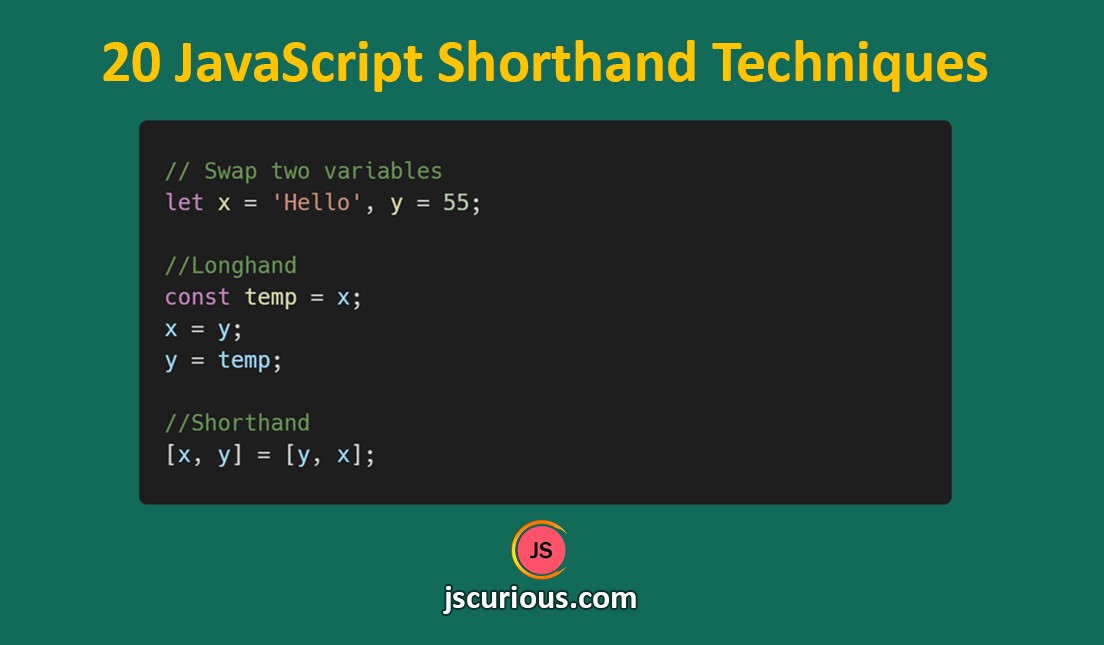 20 JavaScript Shorthand Techniques
// Swap two variables
let x = 'Hello', y = 55;
//Longhand
const temp = x;
x = y;
y = temp;
//Shorthand
[x, y] = [y, x];
JS
jscurious.com